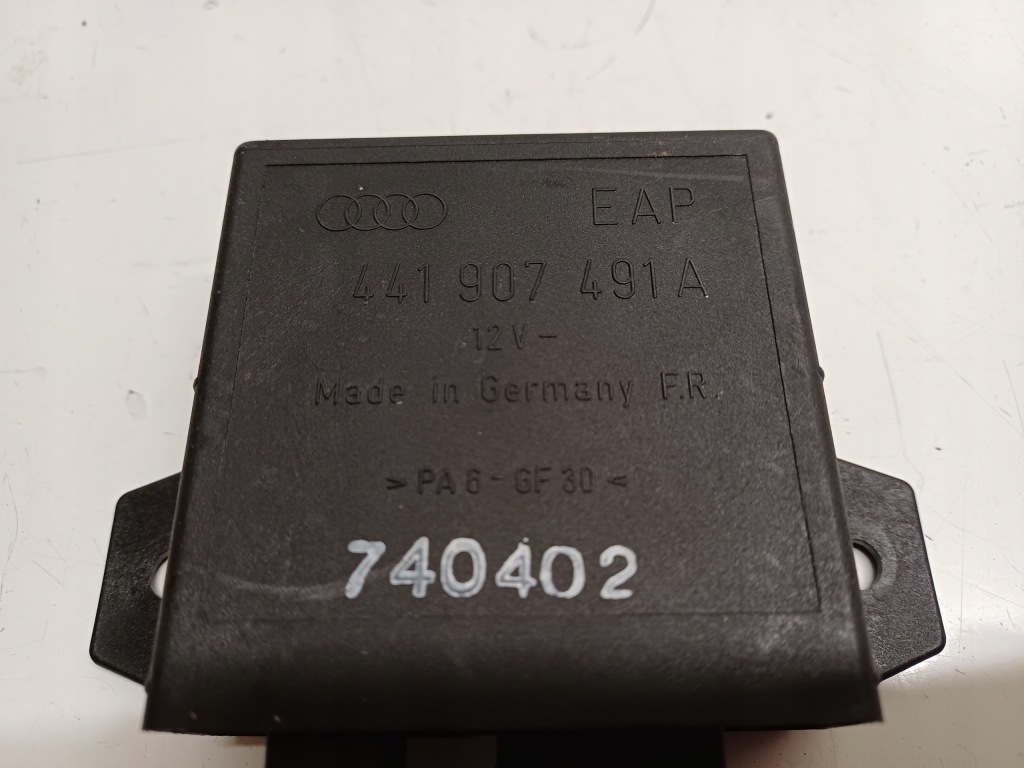 EAP
441 907 491 A
12 V -
Made in Germany F.R.
> PA 6 - GF 30 <
740402